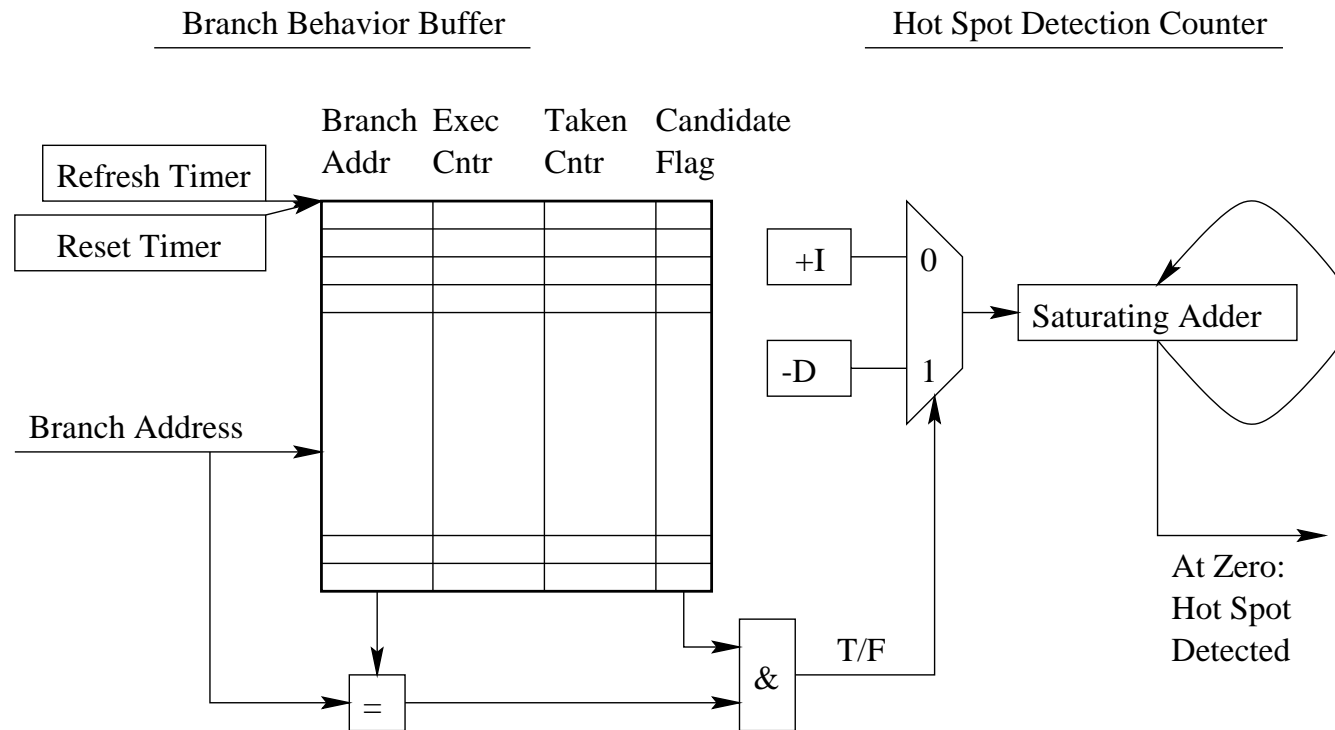 Branch Behavior Buffer
Hot Spot Detection Counter
Branch Addr
Exec Cntr
Taken Cntr
Candidate Flag
Refresh Timer
Reset Timer
+I
0
-D
1
Saturating Adder
Branch Address
At Zero:
Hot Spot
Detected
T/F
&
=